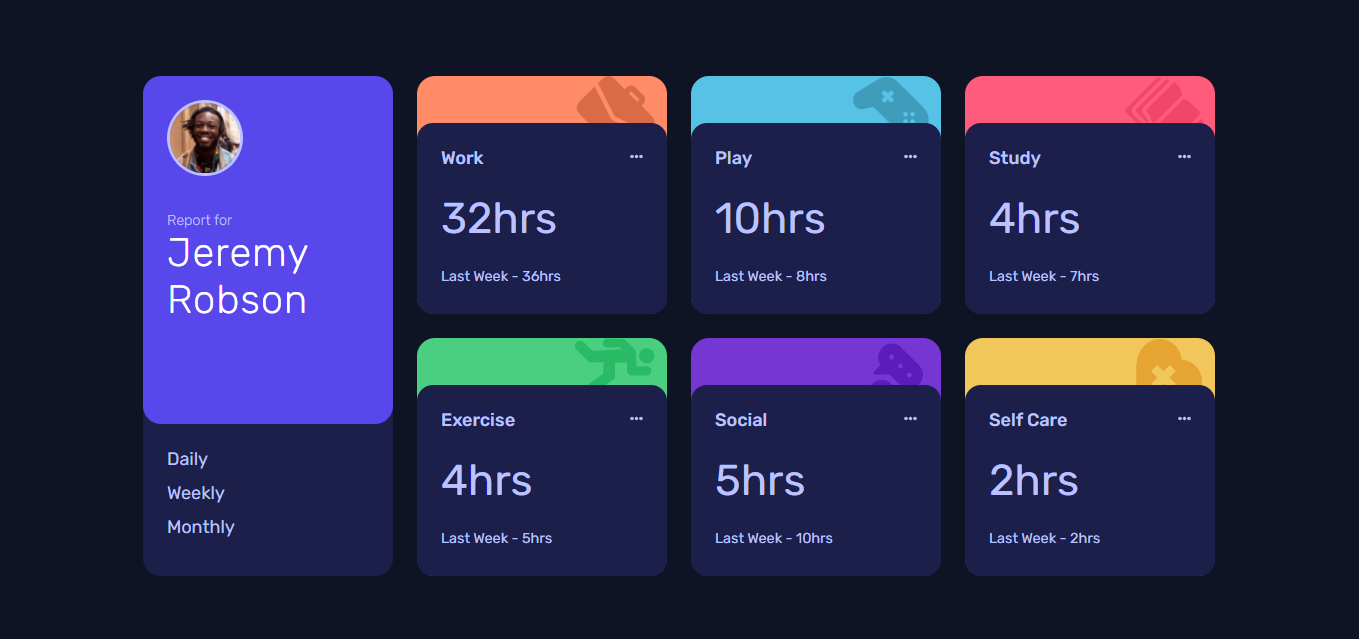 Report for
Jeremy
Robson
Daily
Weekly
Monthly
Work
32hrs
Last Week - 36hrs
Play
10hrs
Last Week - 8hrs
Study
4hrs
Last Week - 7hrs
Exercise
4hrs
Last Week - 5hrs
Social
5hrs
Last Week - 10hrs
Self Care
2hrs
Last Week - 2hrs